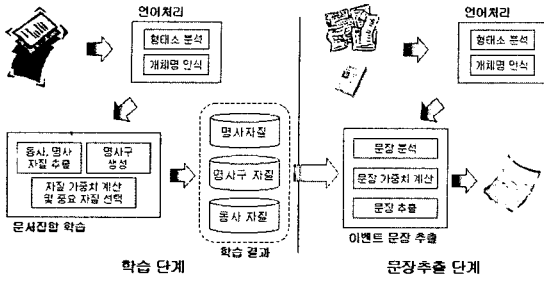 언어처리
형태소 분석
개체명 인식
동사, 명사
자질 추출
명사구
생성
자질 가중치 계산
및 중요 자질 선택
문서집합 학습
명사자질
명사구 자질
동사 자질
학습 결과
학습 단계
언어처리
형태소 분석
개체명 인식
문장 분석
문장 가중치 계산
문장 추출
이벤트 문장 추출
문장추출 단계